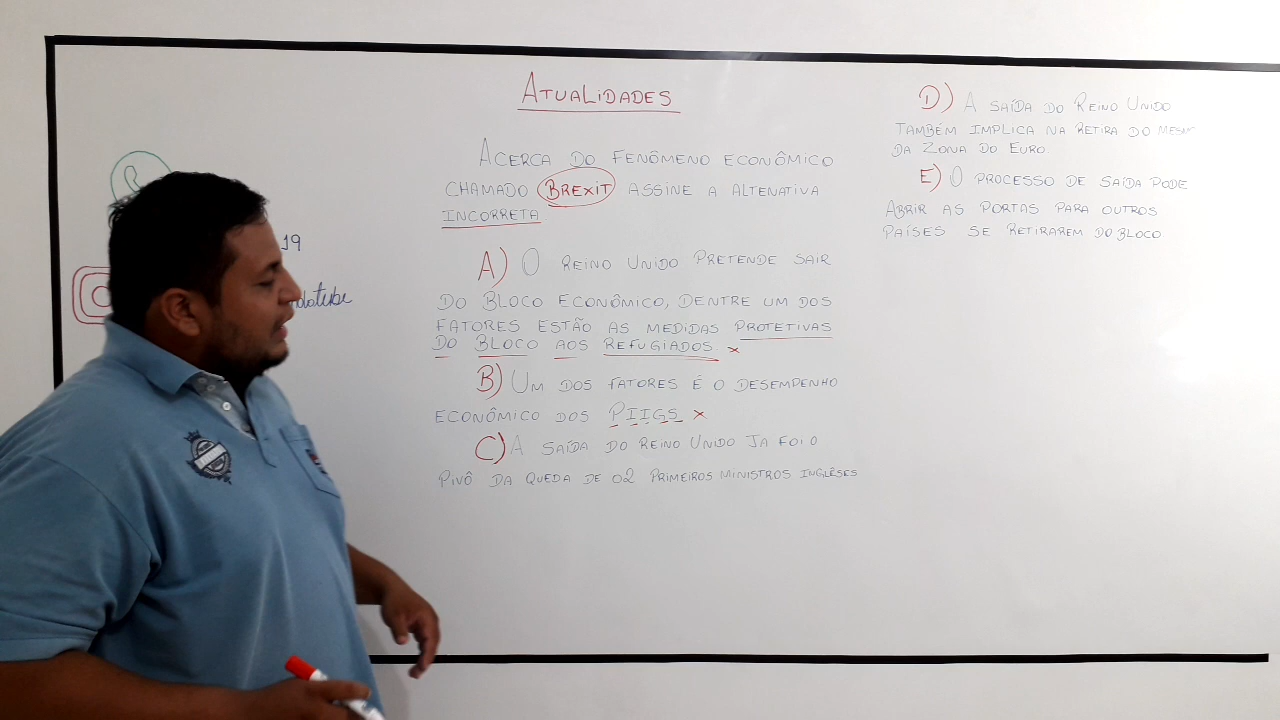 ATUALIDADES
ACERCA DO FENÔMENO ECONÔMICO
CHAMADO BREXIT ASSINE A ALTENATIVA
INCORRETA
A) O REINO UNIDO PRETENDE SAIR
DO BLOCO ECONÔMICO, DENTRE UM DOS
FATORES ESTÃO AS MEDIDAS PROTETIVAS
DO BLOCO AOS REFUGIADOS. x
B) UM DOS FATORES É O DESEMPENHO
ECONÔMICO DOS PIIGS x
C) A SAÍDA DO REINO UNIDO JA FOI O
PIVÔ DA QUEDA DE 02 PRIMEIROS MINISTROS INGLÊSES
D) A SAÍDA DO REINO UNIDO
TAMBÉM IMPLICA NA RETIRA DO
DA ZONA DO EURO.
E) O PROCESSO DE SAÍDA PODE
ABRIR AS PORTAS PARA OUTROS
PAÍSES SE RETIRAREM DO BLOCO
19